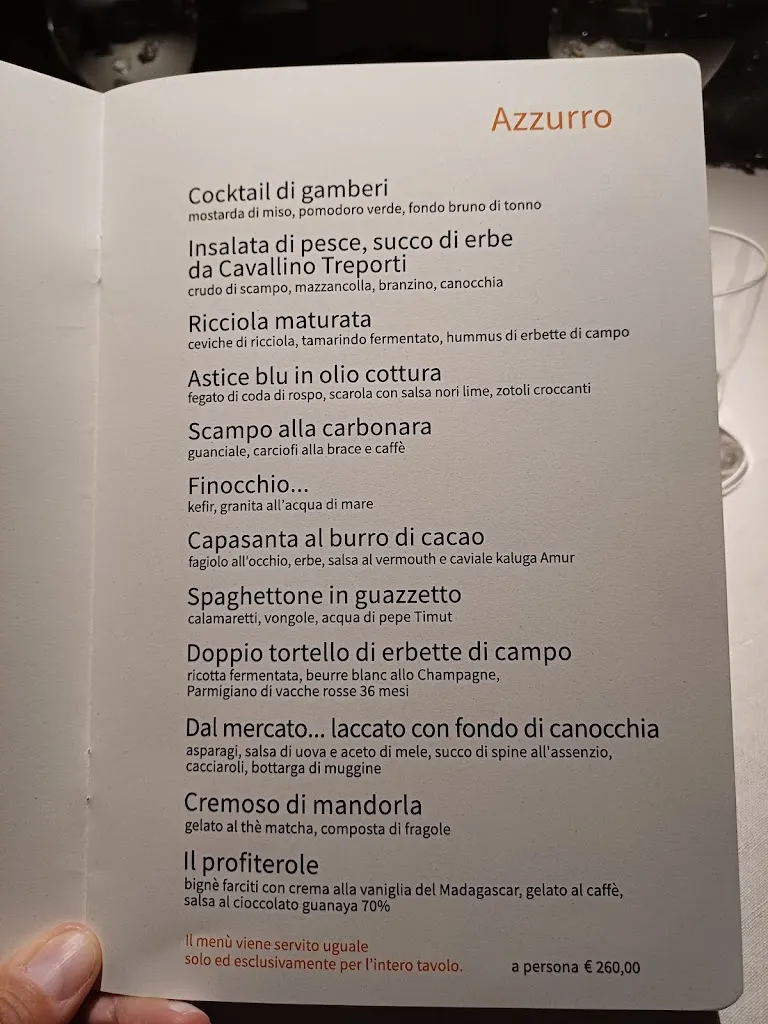 Azzurro
Cocktail di gamberi
mostarda di miso, pomodoro verde, fondo bruno di tonno
Insalata di pesce, succo di erbe
da Cavallino Treporti
crudo di scampo, mazzancolla, branzino, canocchia
Ricciola maturata
ceviche di ricciola, tamarindo fermentato, hummus di erbette di campo
Astice blu in olio cottura
fegato di coda di rospo, scarola con salsa nori lime, zotoli croccanti
Scampo alla carbonara
guanciale, carciofi alla brace e caffè
Finocchio...
kefir, granita all'acqua di mare
Capasanta al burro di cacao
fagiolo all'occhio, erbe, salsa al vermouth e caviale kaluga Amur
Spaghettone in guazzetto
calamaretti, vongole, acqua di pepe Timut
Doppio tortello di erbette di campo
ricotta fermentata, beurre blanc allo Champagne,
Parmigiano di vacche rosse 36 mesi
Dal mercato... laccato con fondo di canocchia
asparagi, salsa di uova e aceto di mele, succo di spine all'assenzio,
cacciaroli, bottarga di muggine
Cremoso di mandorla
gelato al thè matcha, composta di fragole
Il profiterole
bignè farciti con crema alla vaniglia del Madagascar, gelato al caffè,
salsa al cioccolato guanaya 70%
Il menù viene servito uguale
solo ed esclusivamente per l'intero tavolo.
a persona € 260,00